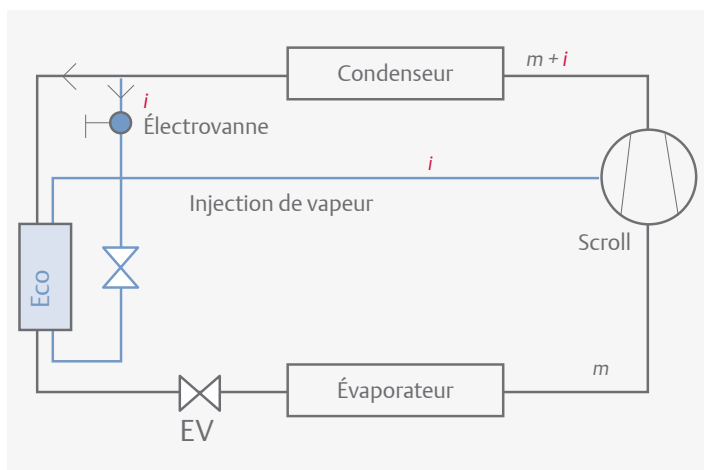 Condenseur
m + i
i
Électrovanne
i
Injection de vapeur
Scroll
Eco
m
Évaporateur
EV